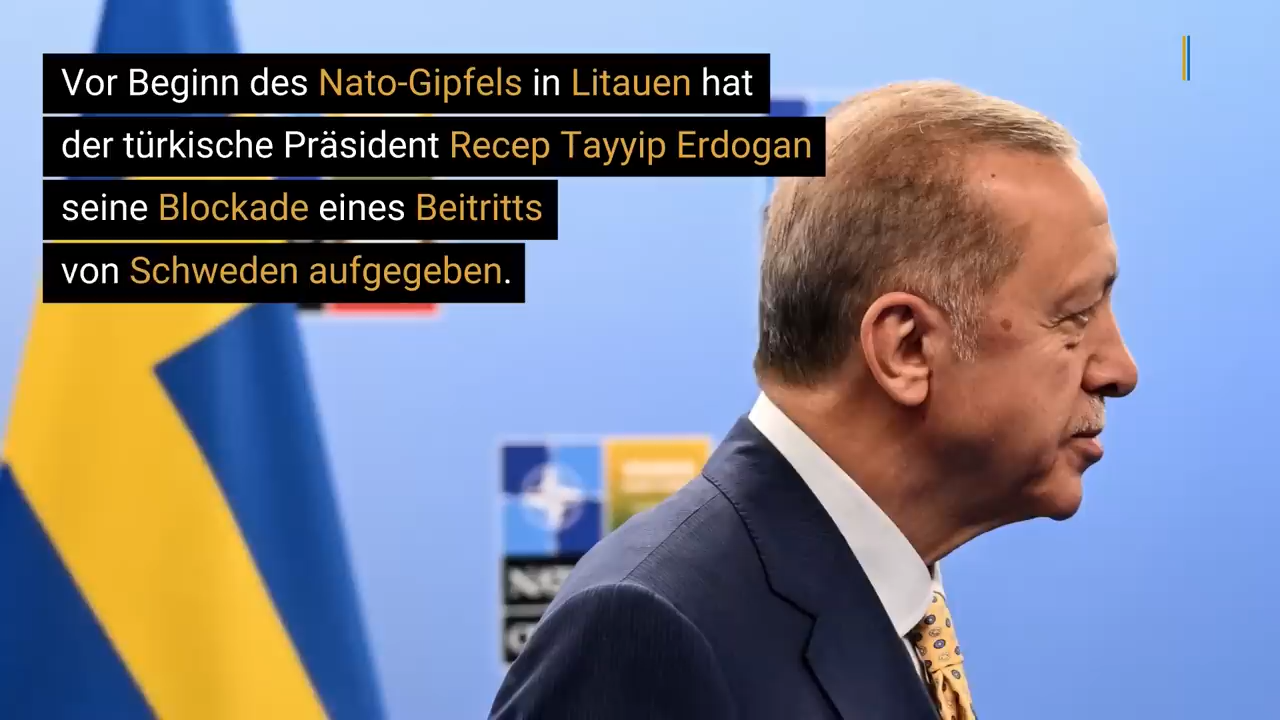 Vor Beginn des Nato-Gipfels in Litauen hat
der türkische Präsident Recep Tayyip Erdogan
seine Blockade eines Beitritts
von Schweden aufgegeben.